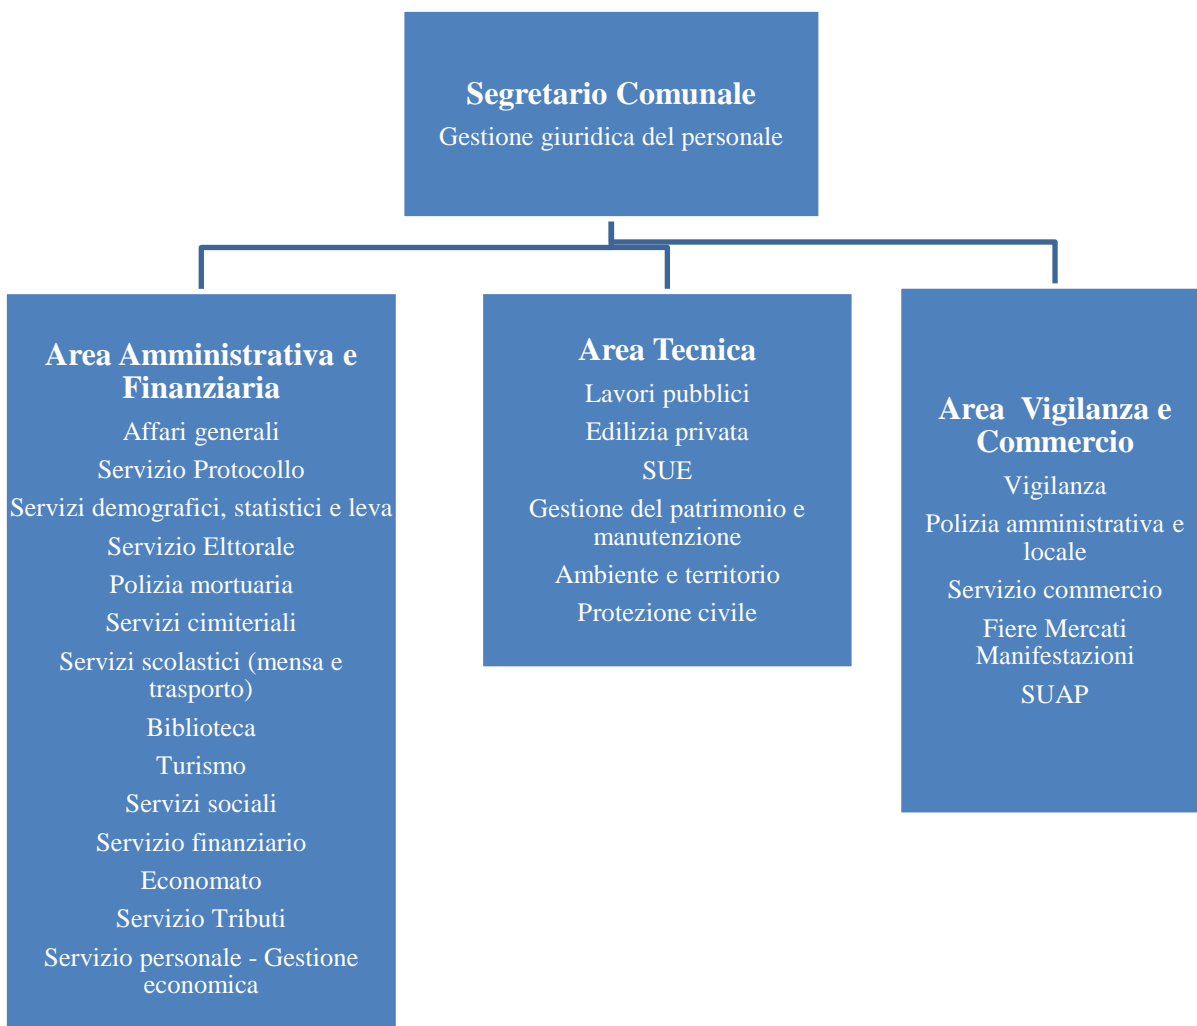 Segretario Comunale
Gestione giuridica del personale
Area Amministrativa e
Finanziaria
Affari generali
Servizio Protocollo
Servizi demografici, statistici e leva
Servizio Elttorale
Polizia mortuaria
Servizi cimiteriali
Servizi scolastici (mensa e
trasporto)
Biblioteca
Turismo
Servizi sociali
Servizio finanziario
Economato
Servizio Tributi
Servizio personale - Gestione
economica
Area Tecnica
Lavori pubblici
Edilizia privata
SUE
Gestione del patrimonio e
manutenzione
Ambiente e territorio
Protezione civile
Area Vigilanza e
Commercio
Vigilanza
Polizia amministrativa e
locale
Servizio commercio
Fiere Mercati
Manifestazioni
SUAP